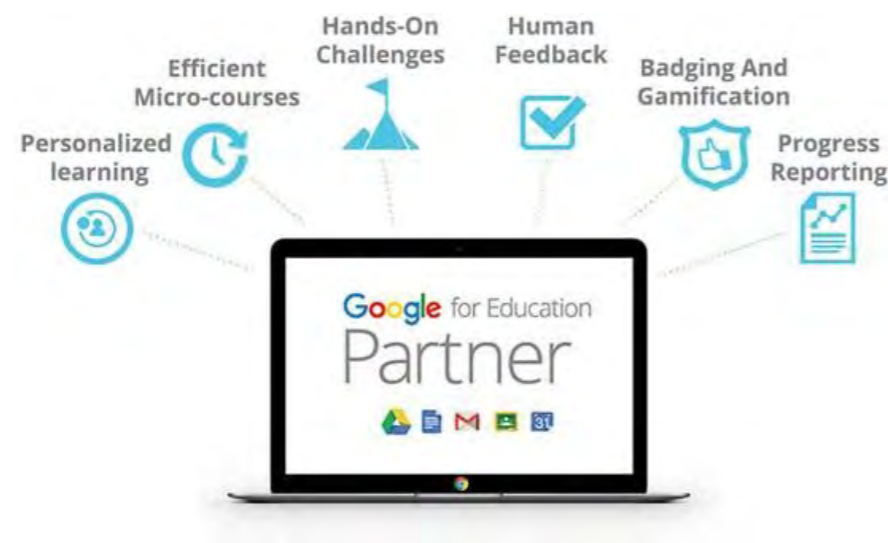 Hands-On
Challenges
Human
Feedback
Efficient
Micro-courses
Badging And
Gamification
Personalized
learning
Progress
Reporting
Google for Education
Partner
31